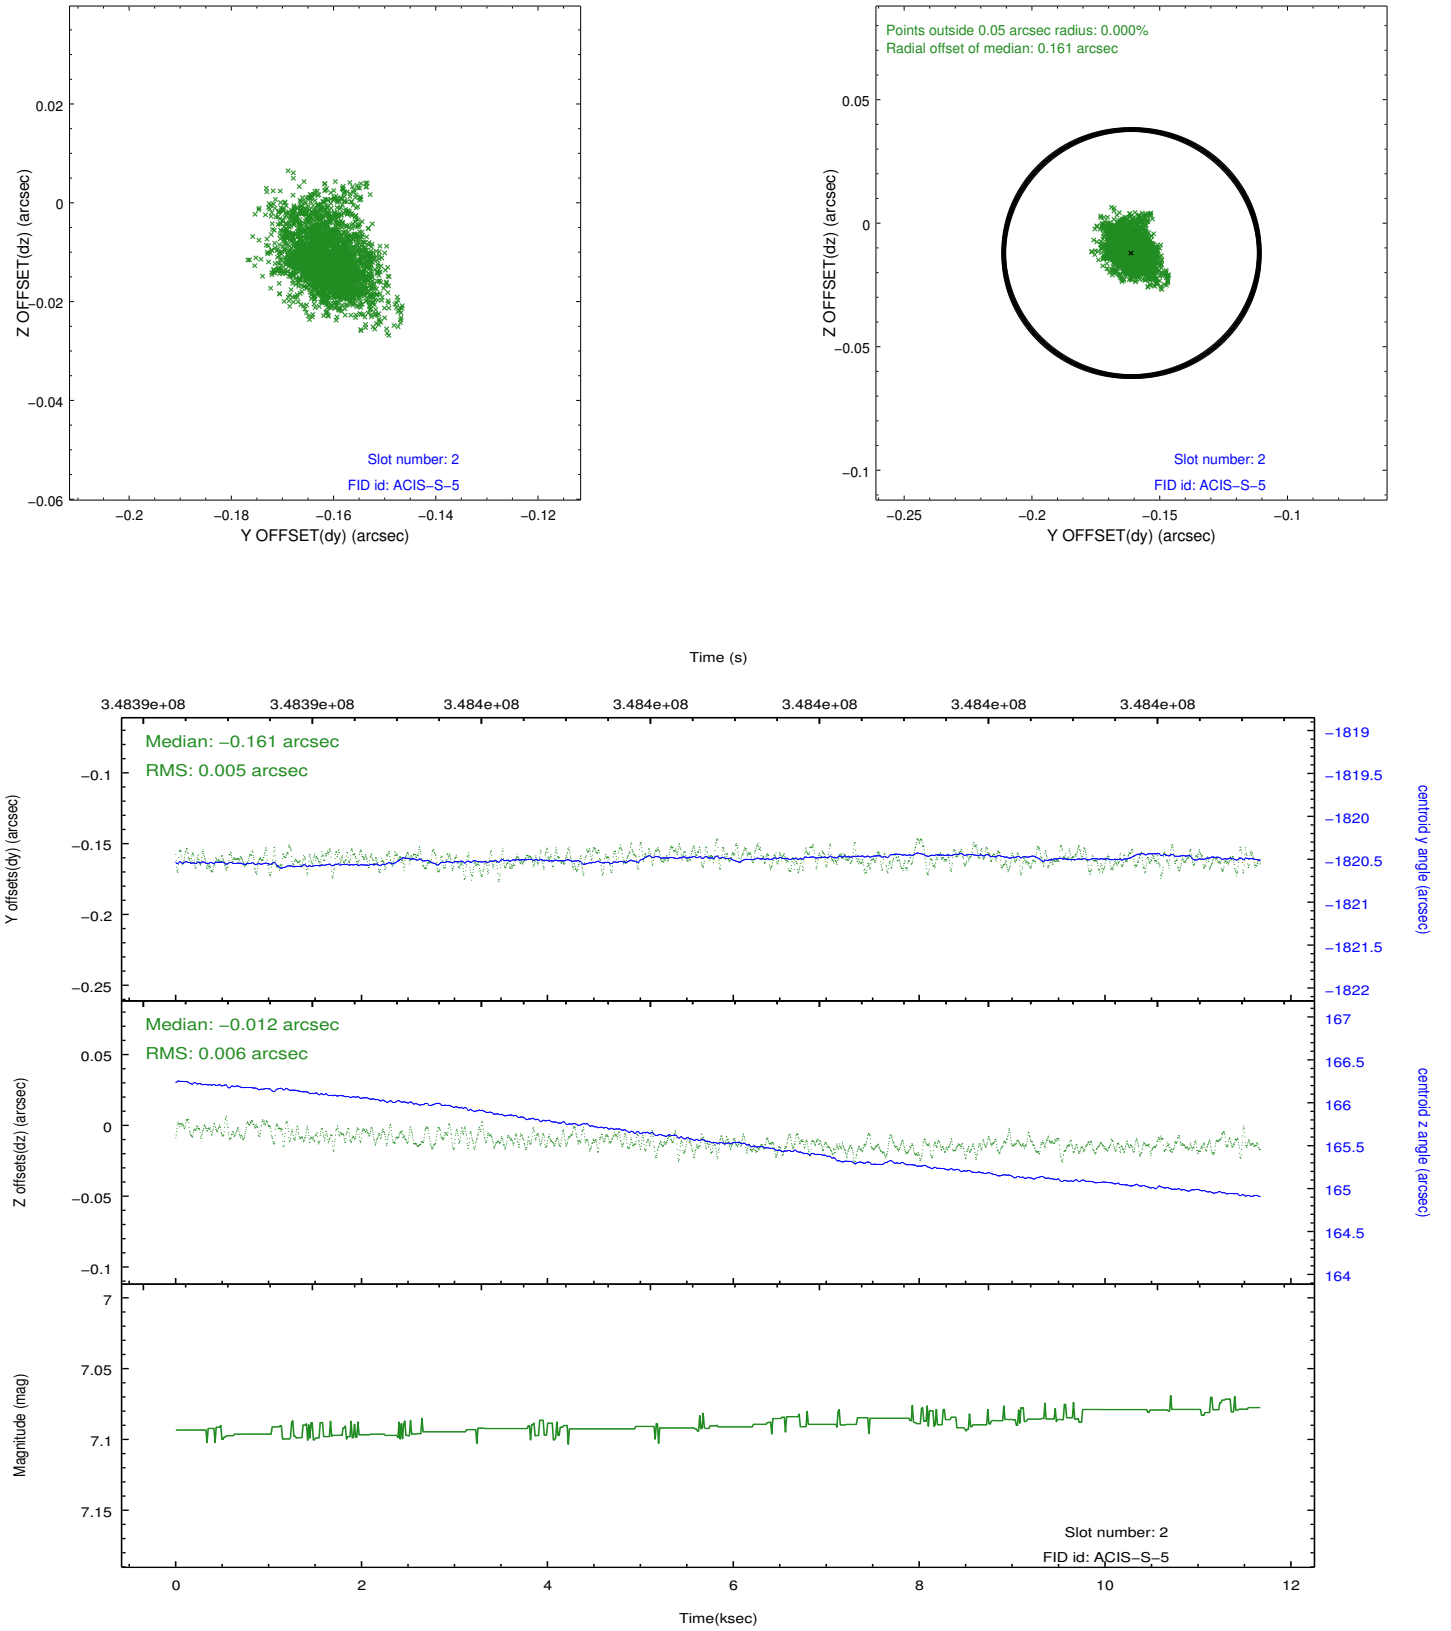 0.02
0
−0.02
−0.04
−0.06
Z OFFSET(dz) (arcsec)
Slot number: 2
FID id: ACIS−S−5
−0.2
−0.18
−0.16
−0.14
−0.12
Y OFFSET(dy) (arcsec)
Points outside 0.05 arcsec radius: 0.000%
Radial offset of median: 0.161 arcsec
0.05
0
−0.05
−0.1
Z OFFSET(dz) (arcsec)
Slot number: 2
FID id: ACIS−S−5
−0.25
−0.2
−0.15
−0.1
Y OFFSET(dy) (arcsec)
Time (s)
3.4839e+08
3.4839e+08
3.484e+08
3.484e+08
3.484e+08
3.484e+08
3.484e+08
Median: −0.161 arcsec
RMS: 0.005 arcsec
−0.1
−0.15
−0.2
−0.25
Y offsets(dy) (arcsec)
−1819
−1819.5
−1820
−1820.5
−1821
−1821.5
−1822
centroid y angle (arcsec)
Median: −0.012 arcsec
RMS: 0.006 arcsec
0.05
0
−0.05
−0.1
Z offsets(dz) (arcsec)
167
166.5
166
165.5
165
164.5
164
centroid z angle (arcsec)
7
7.05
7.1
7.15
Magnitude (mag)
Slot number: 2
FID id: ACIS−S−5
0
2
4
6
8
10
12
Time(ksec)